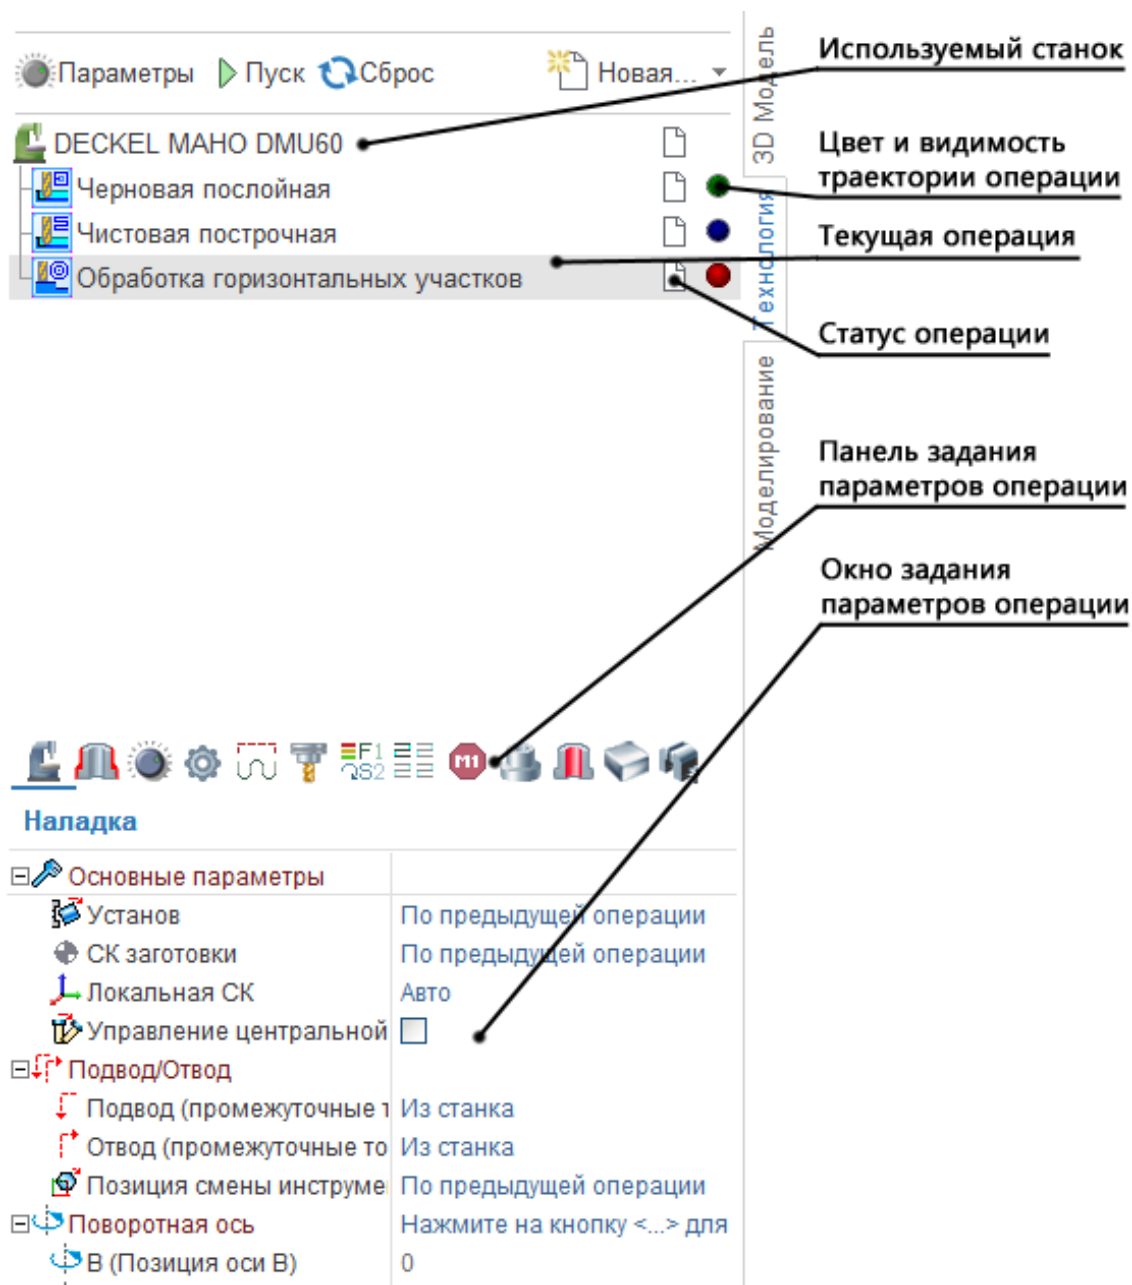 Параметры Пуск Сброс Новая...
DECKEL MAHO DMU60
Черновая послойная
Чистовая построчная
Обработка горизонтальных участков
3D Модель
Технология
Моделирование
Используемый станок
Цвет и видимость
траектории операции
Текущая операция
Статус операции
Панель задания
параметров операции
Окно задания
параметров операции
F1
S2
M1
Наладка
Основные параметры
Установ По предыдущей операции
СК заготовки По предыдущей операции
Локальная СК Авто
Управление центральной
Подвод/Отвод
Подвод (промежуточные т Из станка
Отвод (промежуточные то Из станка
Позиция смены инструме По предыдущей операции
Поворотная ось Нажмите на кнопку <...> для
B (Позиция оси B) 0